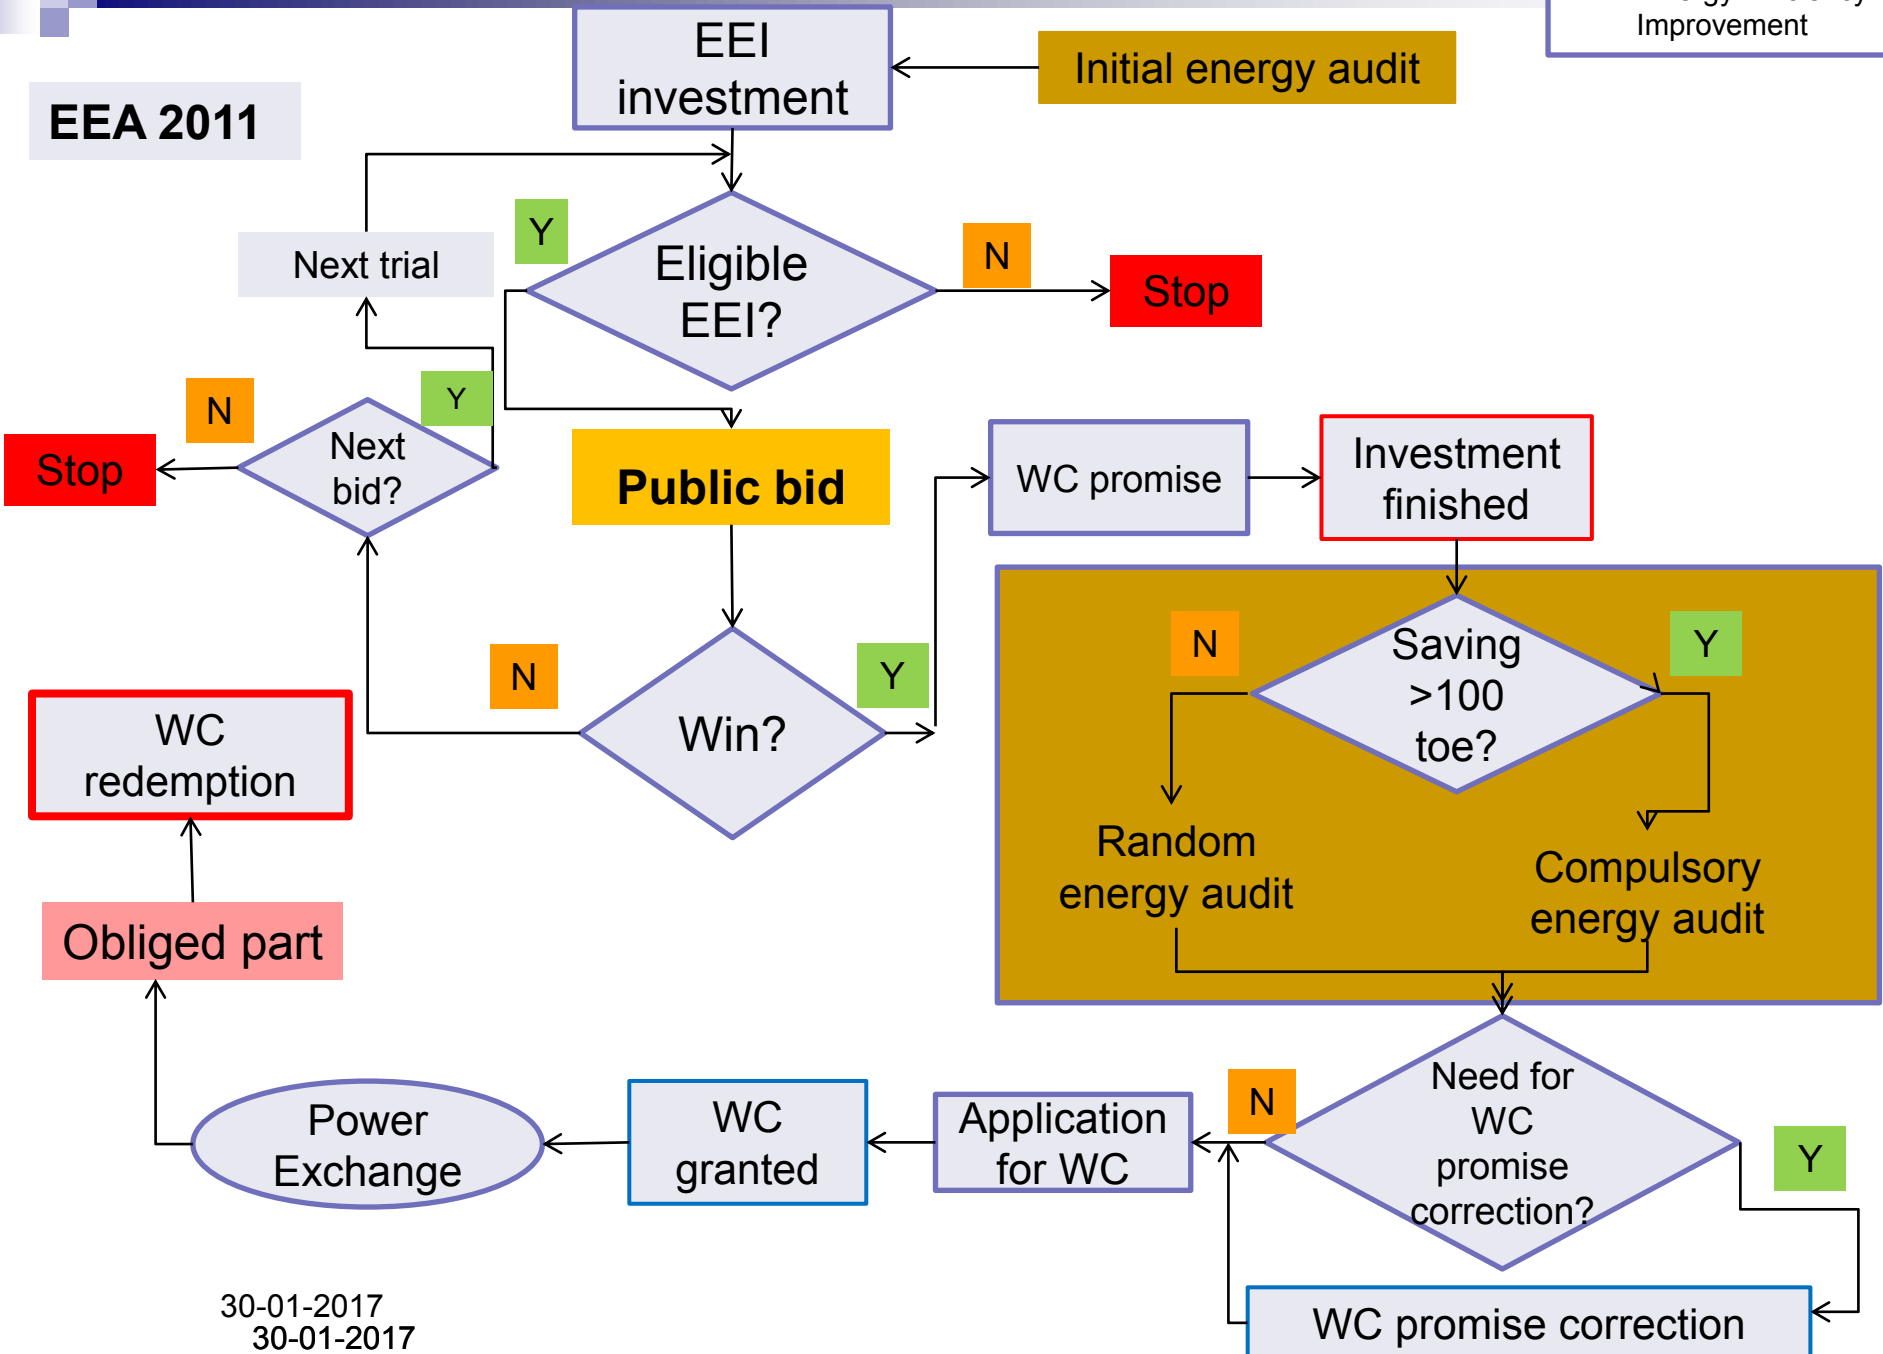 Improvement
EEI
investment
Initial energy audit
EEA 2011
Y
N
Next trial
Eligible
EEI?
Stop
N
Y
Next
bid?
Stop
Public bid
WC promise
Investment
finished
N
Y
Saving
>100
toe?
N
Y
Win?
WC
redemption
Random
energy audit
Compulsory
energy audit
Obliged part
Need for
WC
promise
correction?
N
Y
Application
for WC
WC
granted
Power
Exchange
WC promise correction
30-01-2017
30-01-2017